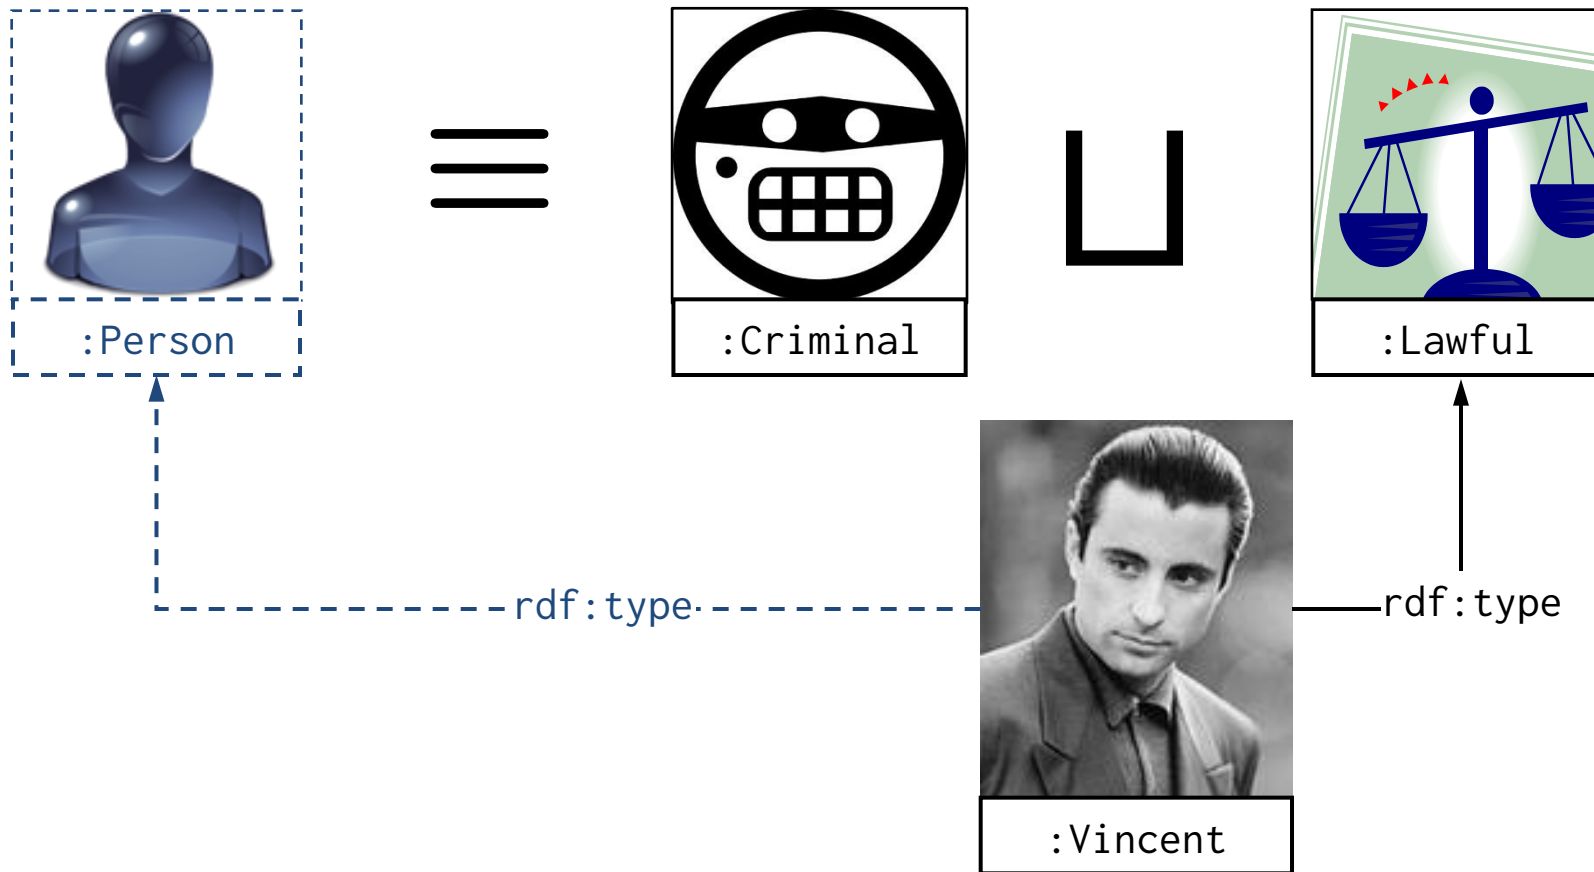 :Person
≡
:Criminal
⊔
:Lawful
rdf:type
rdf:type
:Vincent